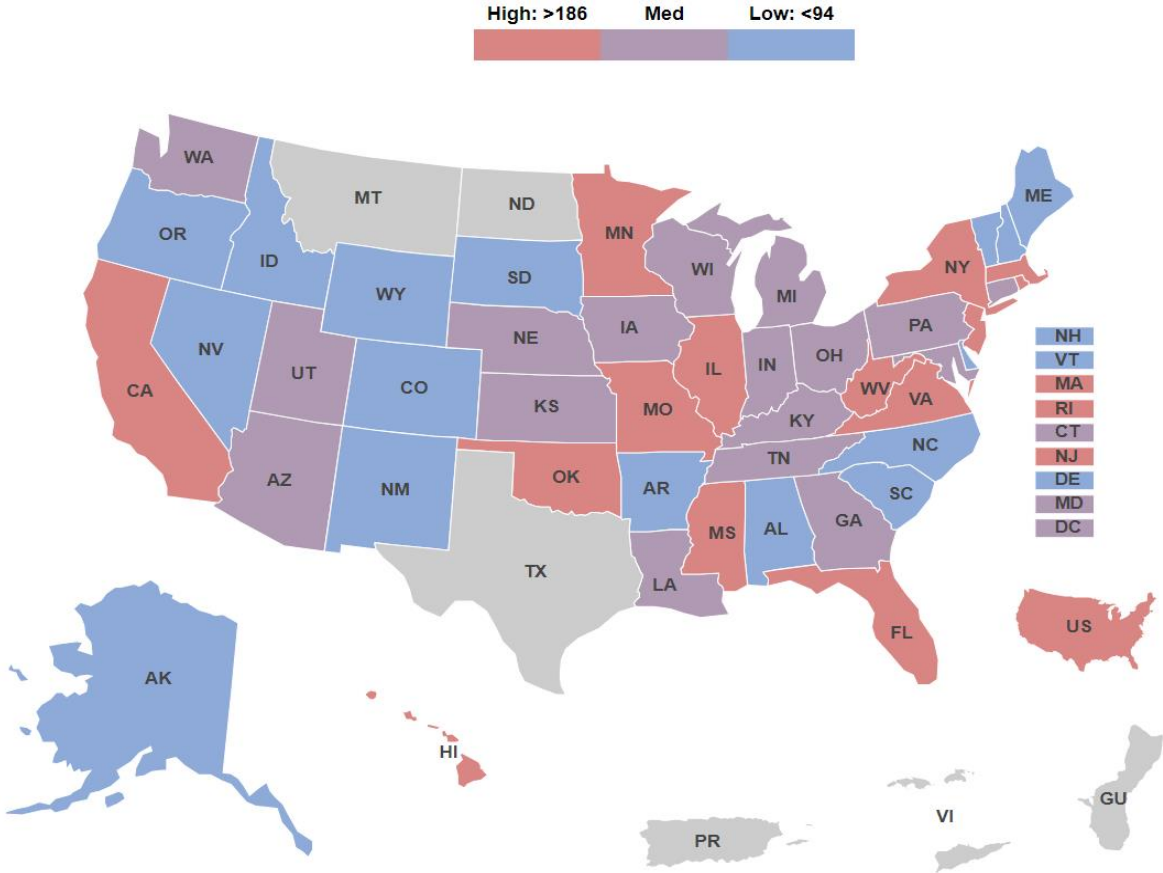 High: >186 Med Low: <94
WA
MT
ND
ME
OR
ID
MN
NY
WI
SD
WY
MI
IA
PA
NE
NH
NV
UT
CO
IN
OH
VT
IL
CA
MA
KS
MO
WV
VA
RI
KY
CT
NC
TN
NJ
AZ
OK
NM
AR
DE
SC
MD
MS
AL
GA
DC
TX
LA
FL
US
AK
HI
GU
VI
PR